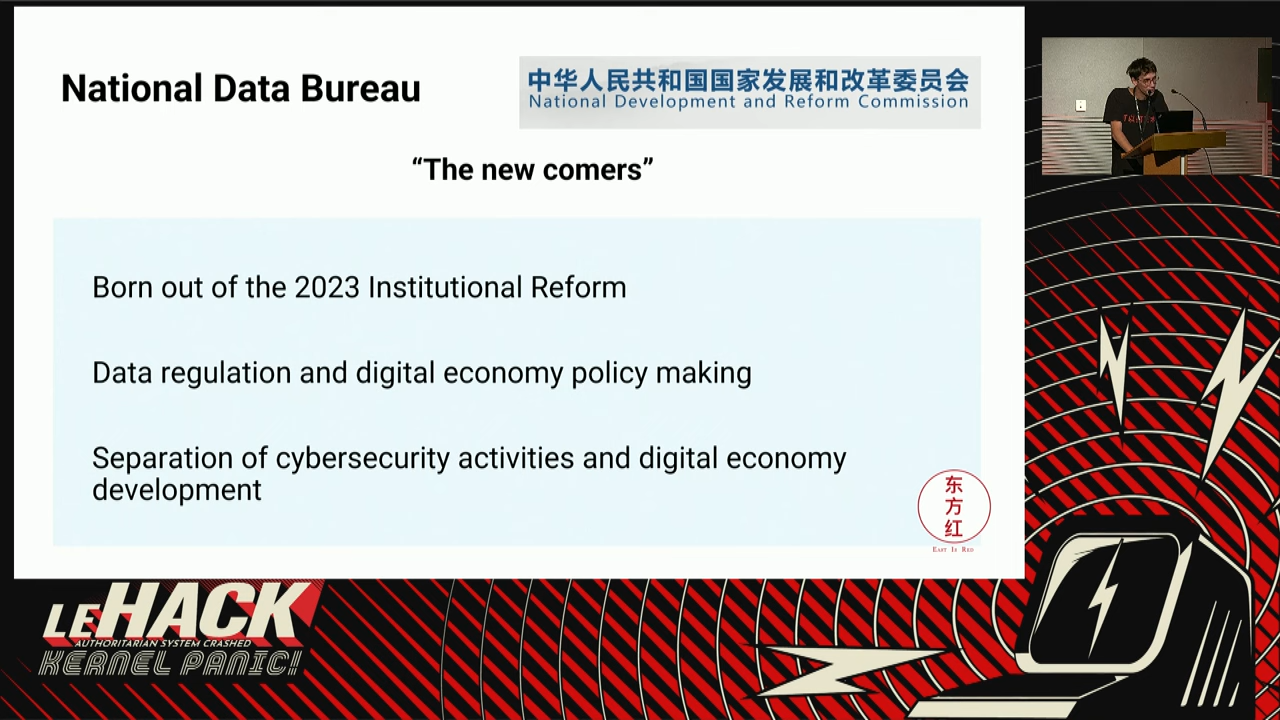 National Data Bureau
中华人民共和国国家发展和改革委员会
National Development and Reform Commission
“The new comers”
Born out of the 2023 Institutional Reform
Data regulation and digital economy policy making
Separation of cybersecurity activities and digital economy
development
东
方
红
East Is Red
LEHACK
AUTHORITARIAN SYSTEM CRASHED
KERNEL PANIC!